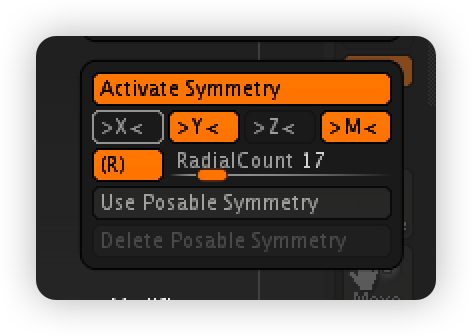 Activate Symmetry
>X< >Y< >Z< >M<
(R) RadialCount 17
Use Posable Symmetry
Delete Posable Symmetry
Move